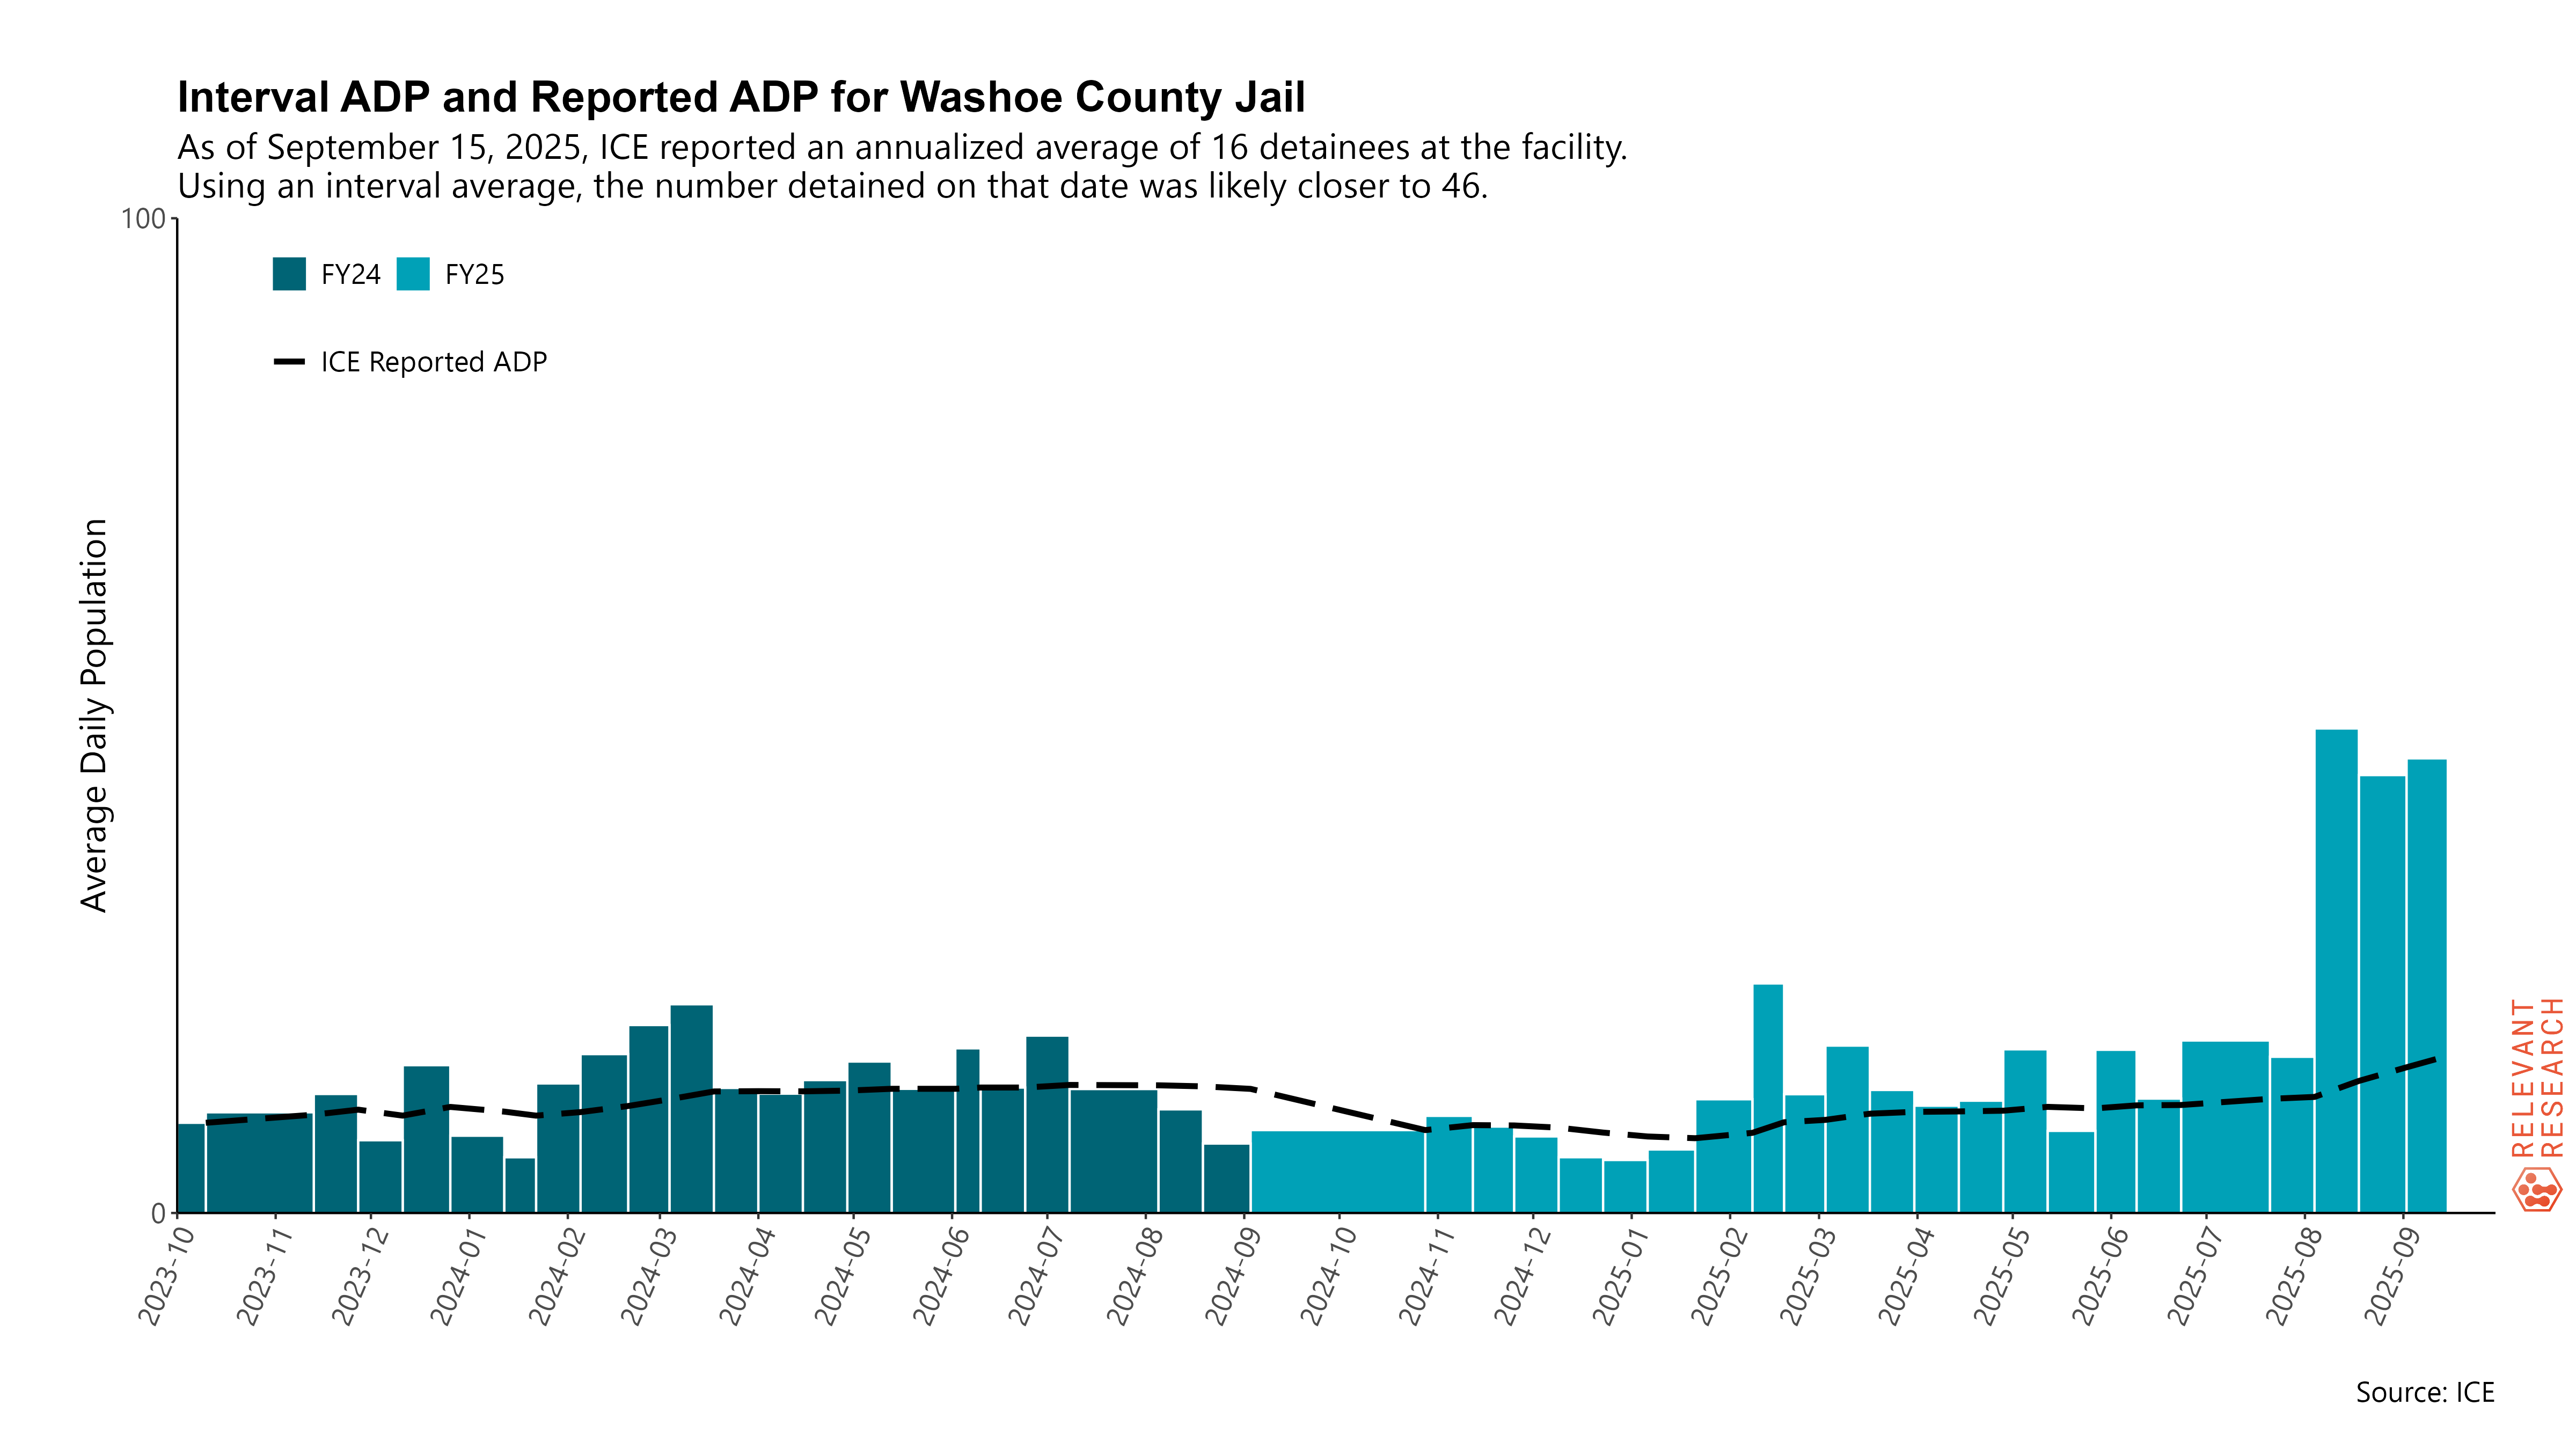 Interval ADP and Reported ADP for Washoe County Jail
As of September 15, 2025, ICE reported an annualized average of 16 detainees at the facility.
Using an interval average, the number detained on that date was likely closer to 46.
100
FY24 FY25
ICE Reported ADP
Average Daily Population
0
2023-10 2023-11 2023-12 2024-01 2024-02 2024-03 2024-04 2024-05 2024-06 2024-07 2024-08 2024-09 2024-10 2024-11 2024-12 2025-01 2025-02 2025-03 2025-04 2025-05 2025-06 2025-07 2025-08 2025-09
RELEVANT
RESEARCH
Source: ICE